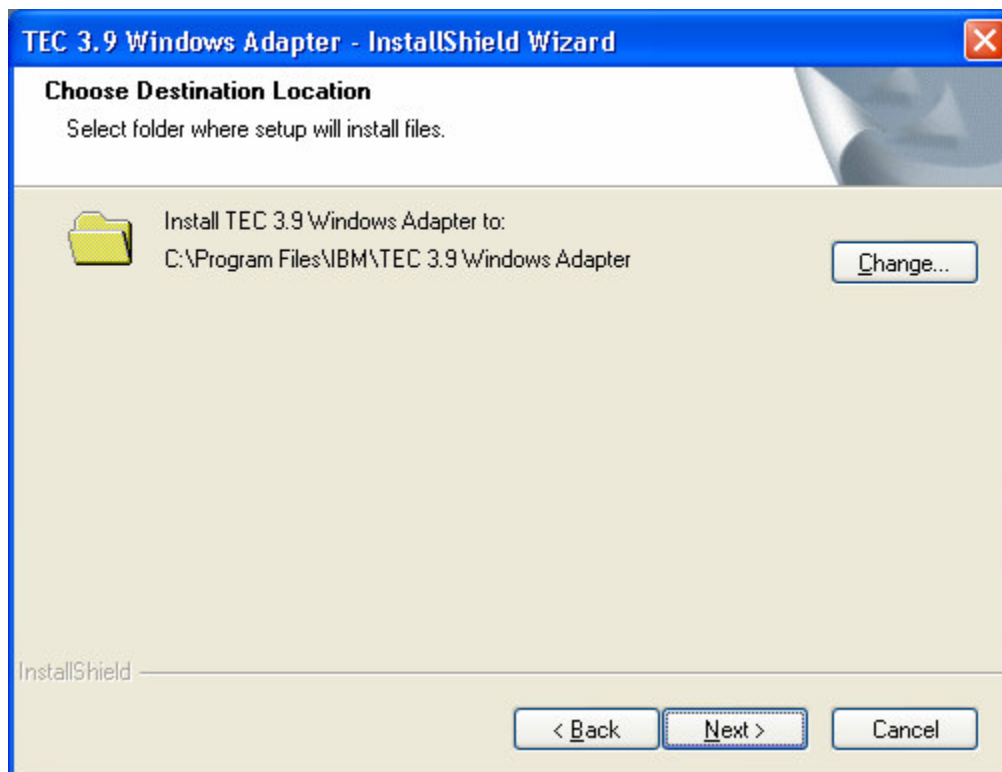 TEC 3.9 Windows Adapter - InstallShield Wizard
Choose Destination Location
Select folder where setup will install files.
Install TEC 3.9 Windows Adapter to:
C:\Program Files\IBM\TEC 3.9 Windows Adapter
Change...
InstallShield
< Back
Next >
Cancel